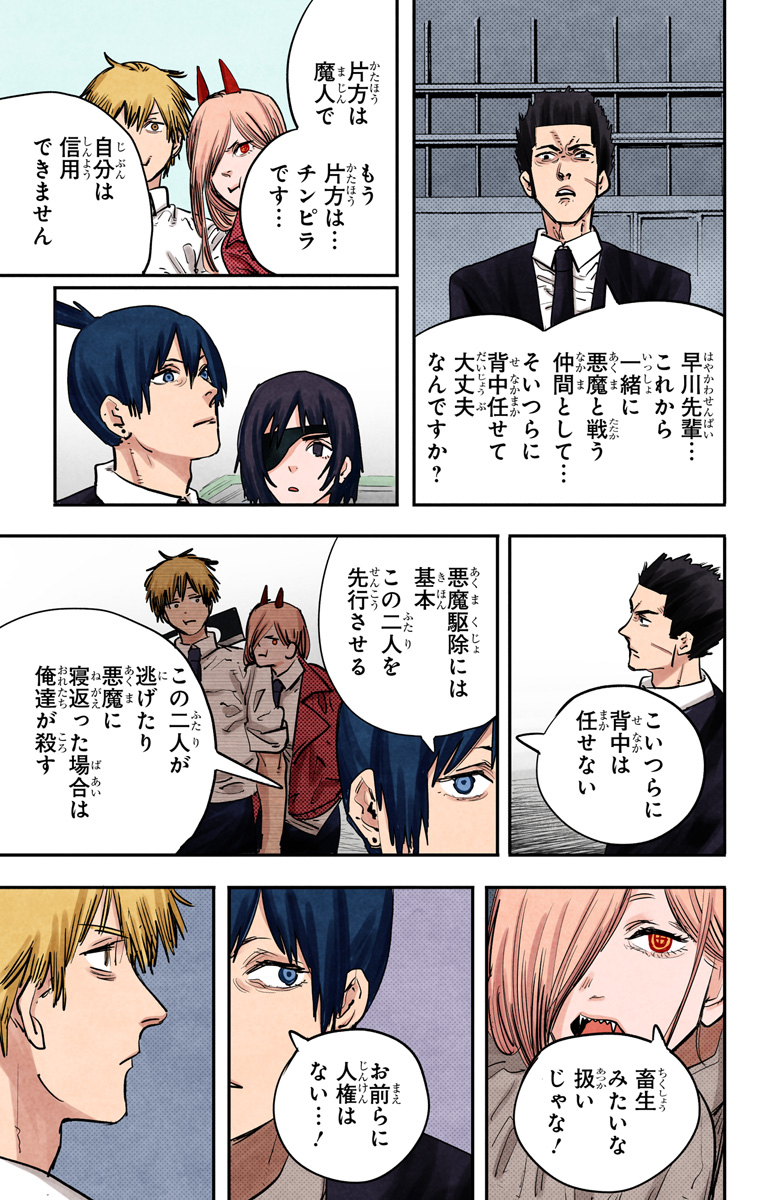 早川先輩…
これから
一緒に
悪魔と戦う
仲間として…
そいつらに
背中任せて
大丈夫
なんですか?
片方は
魔人で
もう
片方は…
チンピラ
です…
自分は
信用
できません
こいつらに
背中は
任せない
悪魔駆除には
基本
この二人を
先行させる
この二人が
逃げたり
悪魔に
寝返った場合は
俺達が殺す
畜生
みたいな
扱い
じゃな!
お前らに
人権は
ない…!